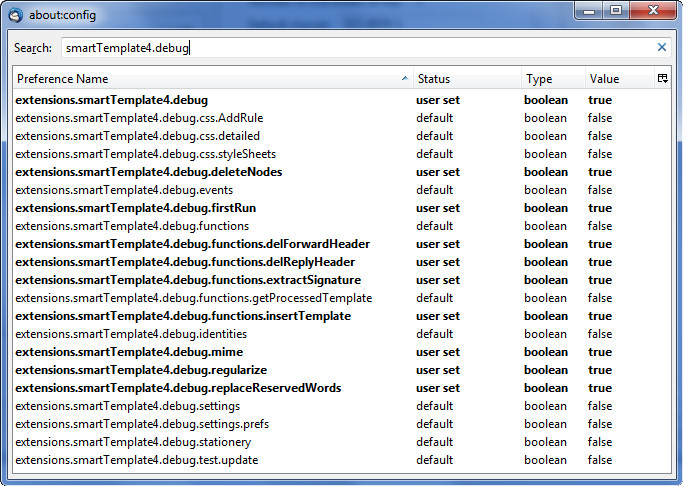 about:config
Search: smartTemplate4.debug
Preference Name Status Type Value
extensions.smartTemplate4.debug user set boolean true
extensions.smartTemplate4.debug.css.AddRule default boolean false
extensions.smartTemplate4.debug.css.detailed default boolean false
extensions.smartTemplate4.debug.css.styleSheets default boolean false
extensions.smartTemplate4.debug.deleteNodes user set boolean true
extensions.smartTemplate4.debug.events default boolean false
extensions.smartTemplate4.debug.firstRun user set boolean true
extensions.smartTemplate4.debug.functions default boolean false
extensions.smartTemplate4.debug.functions.delForwardHeader user set boolean true
extensions.smartTemplate4.debug.functions.delReplyHeader user set boolean true
extensions.smartTemplate4.debug.functions.extractSignature user set boolean true
extensions.smartTemplate4.debug.functions.getProcessedTemplate default boolean false
extensions.smartTemplate4.debug.functions.insertTemplate user set boolean true
extensions.smartTemplate4.debug.identities default boolean false
extensions.smartTemplate4.debug.mime user set boolean true
extensions.smartTemplate4.debug.regularize user set boolean true
extensions.smartTemplate4.debug.replaceReservedWords user set boolean true
extensions.smartTemplate4.debug.settings default boolean false
extensions.smartTemplate4.debug.settings.prefs default boolean false
extensions.smartTemplate4.debug.stationery default boolean false
extensions.smartTemplate4.debug.test.update default boolean false